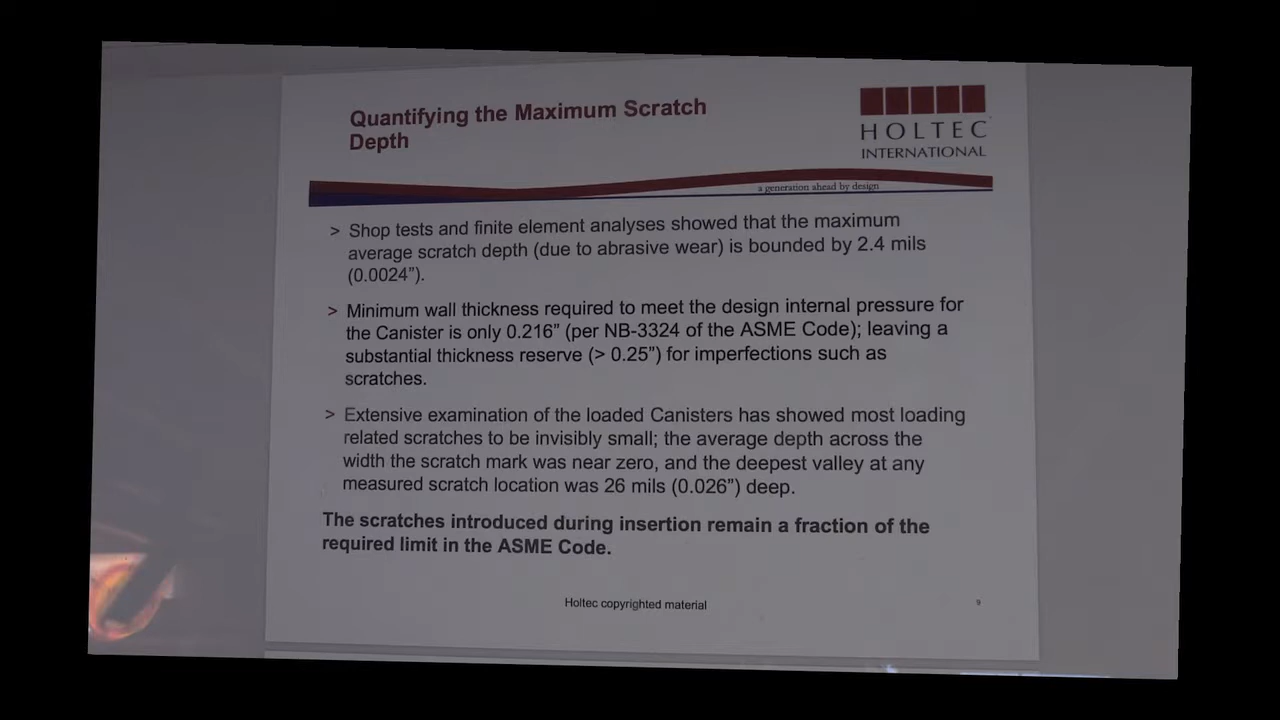 Quantifying the Maximum Scratch
Depth
HOLTEC
INTERNATIONAL
a generation ahead by design
> Shop tests and finite element analyses showed that the maximum
average scratch depth (due to abrasive wear) is bounded by 2.4 mils
(0.0024”).
> Minimum wall thickness required to meet the design internal pressure for
the Canister is only 0.216” (per NB-3324 of the ASME Code); leaving a
substantial thickness reserve (> 0.25”) for imperfections such as
scratches.
> Extensive examination of the loaded Canisters has showed most loading
related scratches to be invisibly small; the average depth across the
width the scratch mark was near zero, and the deepest valley at any
measured scratch location was 26 mils (0.026”) deep.
The scratches introduced during insertion remain a fraction of the
required limit in the ASME Code.
Holtec copyrighted material
9